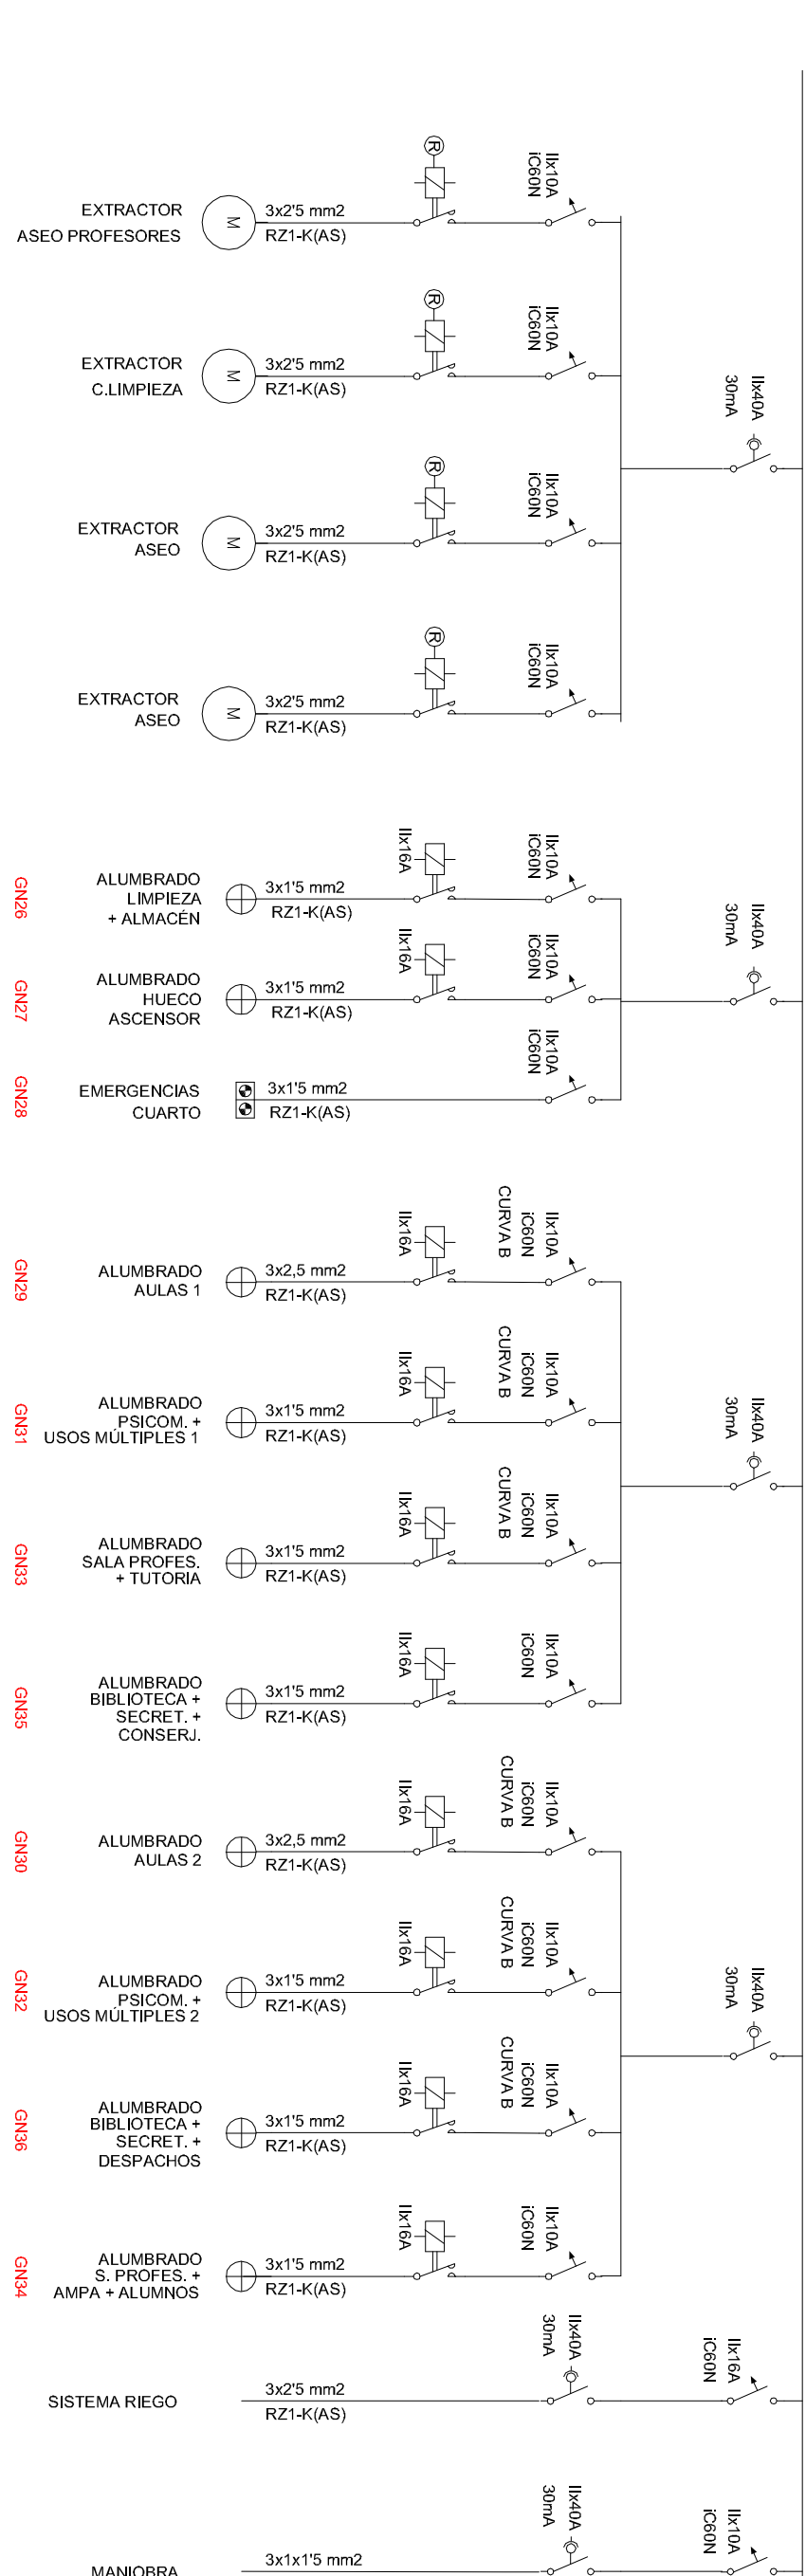 IIx10A
iC60N
R
EXTRACTOR
ASEO PROFESORES
M
3x2'5 mm2
RZ1-K(AS)
IIx10A
iC60N
R
EXTRACTOR
C.LIMPIEZA
M
3x2'5 mm2
RZ1-K(AS)
IIx40A
30mA
IIx10A
iC60N
R
EXTRACTOR
ASEO
M
3x2'5 mm2
RZ1-K(AS)
IIx10A
iC60N
R
EXTRACTOR
ASEO
M
3x2'5 mm2
RZ1-K(AS)
GN26
ALUMBRADO
LIMPIEZA
+ ALMACÉN
3x1'5 mm2
RZ1-K(AS)
IIx16A
IIx10A
iC60N
IIx40A
30mA
GN27
ALUMBRADO
HUECO
ASCENSOR
3x1'5 mm2
RZ1-K(AS)
IIx16A
IIx10A
iC60N
GN28
EMERGENCIAS
CUARTO
3x1'5 mm2
RZ1-K(AS)
IIx10A
iC60N
GN29
ALUMBRADO
AULAS 1
3x2,5 mm2
RZ1-K(AS)
IIx16A
IIx10A
iC60N
CURVA B
GN31
ALUMBRADO
PSICOM. +
USOS MÚLTIPLES 1
3x1'5 mm2
RZ1-K(AS)
IIx16A
IIx10A
iC60N
CURVA B
IIx40A
30mA
GN33
ALUMBRADO
SALA PROFES.
+ TUTORIA
3x1'5 mm2
RZ1-K(AS)
IIx16A
IIx10A
iC60N
CURVA B
GN35
ALUMBRADO
BIBLIOTECA +
SECRET. +
CONSERJ.
3x1'5 mm2
RZ1-K(AS)
IIx16A
IIx10A
iC60N
GN30
ALUMBRADO
AULAS 2
3x2,5 mm2
RZ1-K(AS)
IIx16A
IIx10A
iC60N
CURVA B
GN32
ALUMBRADO
PSICOM. +
USOS MÚLTIPLES 2
3x1'5 mm2
RZ1-K(AS)
IIx16A
IIx10A
iC60N
CURVA B
IIx40A
30mA
GN36
ALUMBRADO
BIBLIOTECA +
SECRET. +
DESPACHOS
3x1'5 mm2
RZ1-K(AS)
IIx16A
IIx10A
iC60N
CURVA B
GN34
ALUMBRADO
S. PROFES. +
AMPA + ALUMNOS
3x1'5 mm2
RZ1-K(AS)
IIx16A
IIx10A
iC60N
SISTEMA RIEGO
3x2'5 mm2
RZ1-K(AS)
IIx40A
30mA
IIx16A
iC60N
MANIOBRA
3x1x1'5 mm2
IIx40A
30mA
IIx10A
iC60N